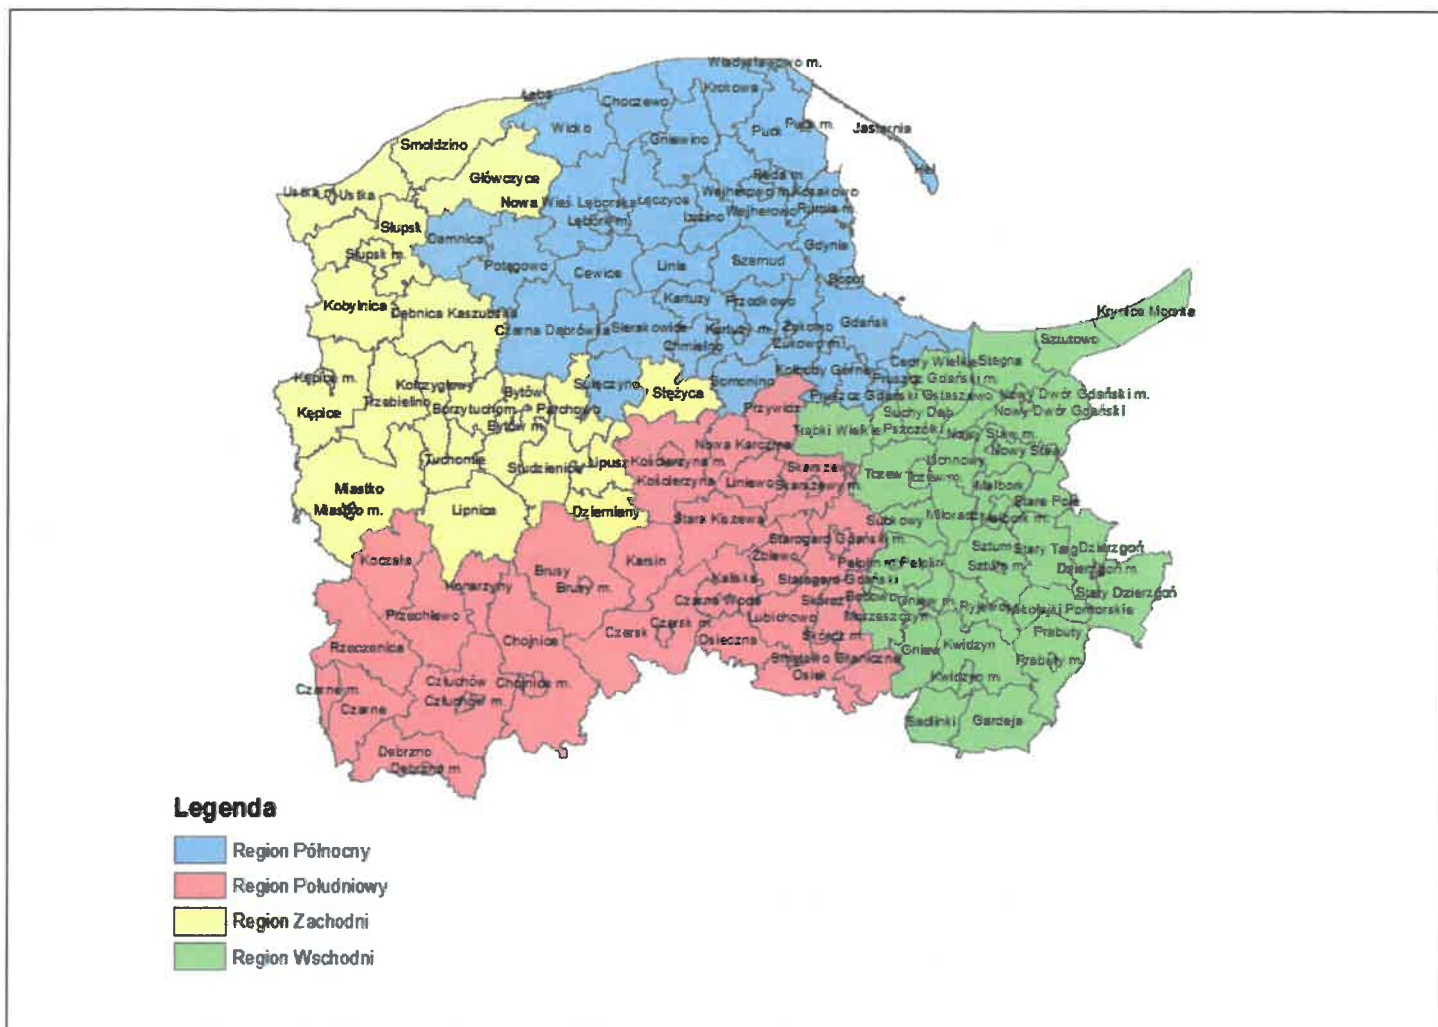 Władysławowo m.
Łeba
Choczewo
Krokowa
Wicko
Puck
Puck m.
Jastarnia
Smołdzino
Gniewino
Hel
Główczyce
Reda m.
Ustka m.
Ustka
Wejherowo m.
Kosakowo
Nowa Wieś Lęborska
Łęczyce
Wejherowo
Rumia m.
Słupsk
Lębork m.
Luzino
Damnica
Gdynia
Słupsk m.
Potęgowo
Cewice
Linia
Szemud
Sopot
Kobylnica
Kartuzy
Przodkowo
Krynica Morska
Dębnica Kaszubska
Czarna Dąbrówka
Sierakowice
Kartuzy m.
Żukowo
Gdańsk
Sztutowo
Chmielno
Żukowo m.
Kępice m.
Kołczygłowy
Sulęczyno
Somonino
Kolbudy Górne
Cedry Wielkie
Stegna
Trzebielino
Bytów
Stężyca
Pruszcz Gdański m.
Kępice
Borzytuchom
Parchowo
Przywidz
Pruszcz Gdański
Ostaszewo
Nowy Dwór Gdański m.
Bytów m.
Suchy Dąb
Nowy Dwór Gdański
Trąbki Wielkie
Pszczółki
Nowy Staw m.
Nowa Karczma
Nowy Staw
Tuchomie
Studzienice
Lipusz
Kościerzyna m.
Skarszewy
Lichnowy
Kościerzyna
Liniewo
Skarszewy m.
Tczew
Tczew m.
Malbork
Miastko
Stare Pole
Miastko m.
Lipnica
Dziemiany
Stara Kiszewa
Subkowy
Miłoradz
Malbork m.
Starogard Gdański m.
Koczała
Karsin
Zblewo
Pelplin m.
Pelplin
Sztum
Stary Targ
Dzierzgoń
Konarzyny
Brusy
Brusy m.
Kaliska
Starogard Gdański
Sztum m.
Dzierzgoń m.
Czarna Woda
Skórcz
Bobowo
Gniew m.
Ryjewo
Mikołajki Pomorskie
Stary Dzierzgoń
Przechlewo
Lubichowo
Morzeszczyn
Czersk
Czersk m.
Osieczna
Skórcz m.
Prabuty
Rzeczenica
Chojnice
Gniew
Kwidzyn
Smętowo Graniczne
Prabuty m.
Człuchów
Chojnice m.
Osiek
Kwidzyn m.
Czarne m.
Człuchów m.
Czarne
Sadlinki
Gardeja
Debrzno
Debrzno m.
Legenda
Region Północny
Region Południowy
Region Zachodni
Region Wschodni